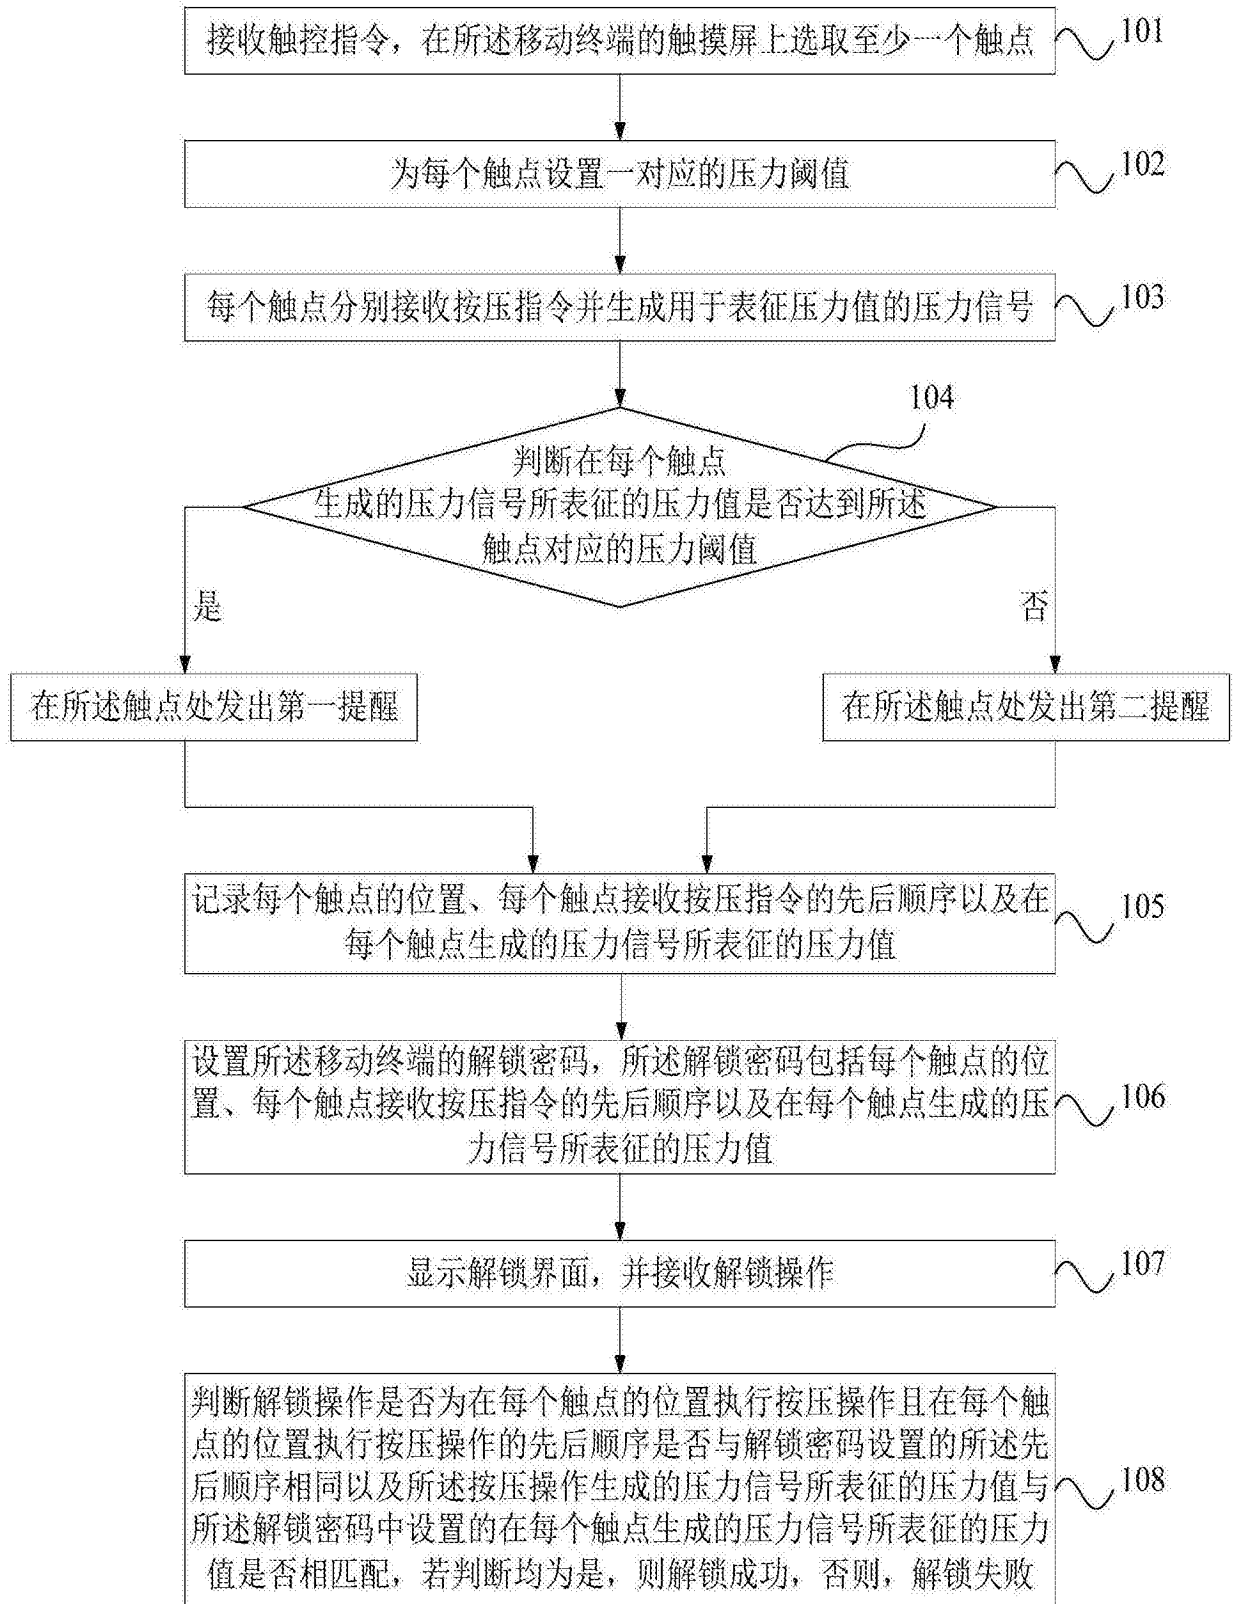 接收触控指令，在所述移动终端的触摸屏上选取至少一个触点
101
为每个触点设置一对应的压力阈值
102
每个触点分别接收按压指令并生成用于表征压力值的压力信号
103
104
判断在每个触点
生成的压力信号所表征的压力值是否达到所述
触点对应的压力阈值
是
否
在所述触点处发出第一提醒
在所述触点处发出第二提醒
记录每个触点的位置、每个触点接收按压指令的先后顺序以及在
每个触点生成的压力信号所表征的压力值
105
设置所述移动终端的解锁密码，所述解锁密码包括每个触点的位
置、每个触点接收按压指令的先后顺序以及在每个触点生成的压
力信号所表征的压力值
106
显示解锁界面，并接收解锁操作
107
判断解锁操作是否为在每个触点的位置执行按压操作且在每个触
点的位置执行按压操作的先后顺序是否与解锁密码设置的所述先
后顺序相同以及所述按压操作生成的压力信号所表征的压力值与
所述解锁密码中设置的在每个触点生成的压力信号所表征的压力
值是否相匹配，若判断均为是，则解锁成功，否则，解锁失败
108